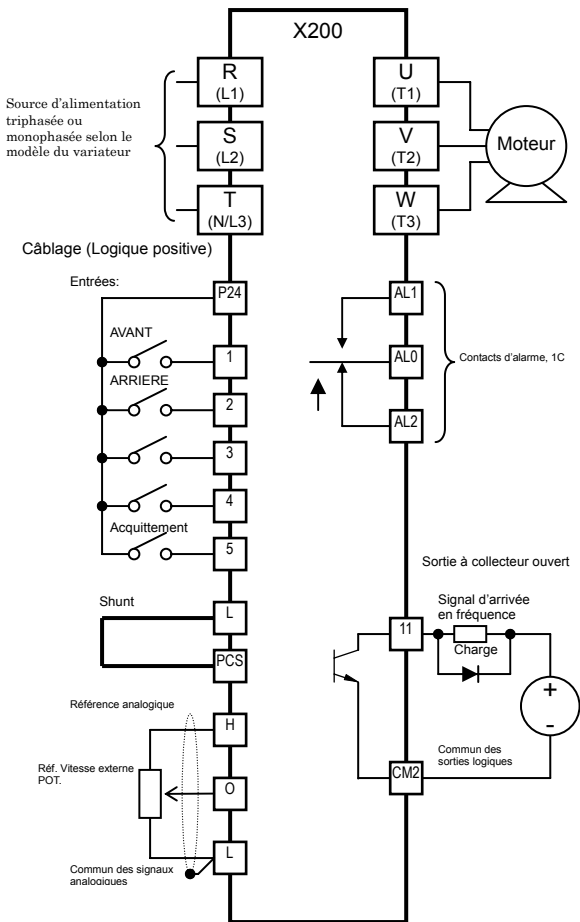 X200
R
(L1)
U
(T1)
Source d'alimentation
triphasée ou
monophasée selon le
modèle du variateur
S
(L2)
V
(T2)
Moteur
T
(N/L3)
W
(T3)
Câblage (Logique positive)
Entrées:
P24
AL1
AVANT
1
AL0
Contacts d'alarme, 1C
ARRIERE
2
AL2
3
4
Acquittement
5
Sortie à collecteur ouvert
Shunt
L
Signal d'arrivée
en fréquence
11
Charge
PCS
+
-
Référence analogique
H
Réf. Vitesse externe
POT.
O
Commun des
sorties logiques
CM2
L
Commun des signaux
analogiques